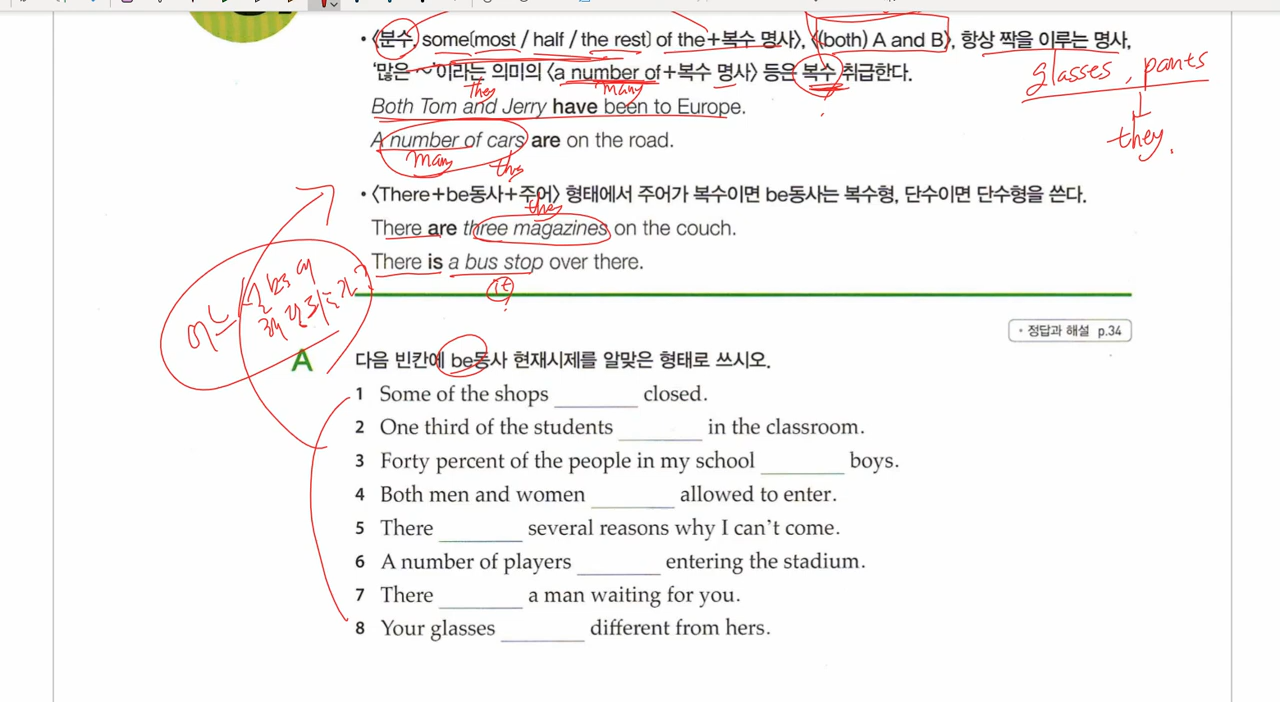 • 〈분수, some[most / half / the rest] of the+복수 명사〉, 〈(both) A and B〉, 항상 짝을 이루는 명사,
glasses, pants
'많은 ~'이라는 의미의 〈a number of+복수 명사〉 등은 복수 취급한다.
they many
Both Tom and Jerry have been to Europe.
they.
A number of cars are on the road.
many
• 〈There+be동사+주어〉 형태에서 주어가 복수이면 be동사는 복수형, 단수이면 단수형을 쓴다.
they
There are three magazines on the couch.
There is a bus stop over there.
it
• 정답과 해설 p.34
A 다음 빈칸에 be동사 현재시제를 알맞은 형태로 쓰시오.
1 Some of the shops ________ closed.
2 One third of the students ________ in the classroom.
3 Forty percent of the people in my school ________ boys.
4 Both men and women ________ allowed to enter.
5 There ________ several reasons why I can't come.
6 A number of players ________ entering the stadium.
7 There ________ a man waiting for you.
8 Your glasses ________ different from hers.